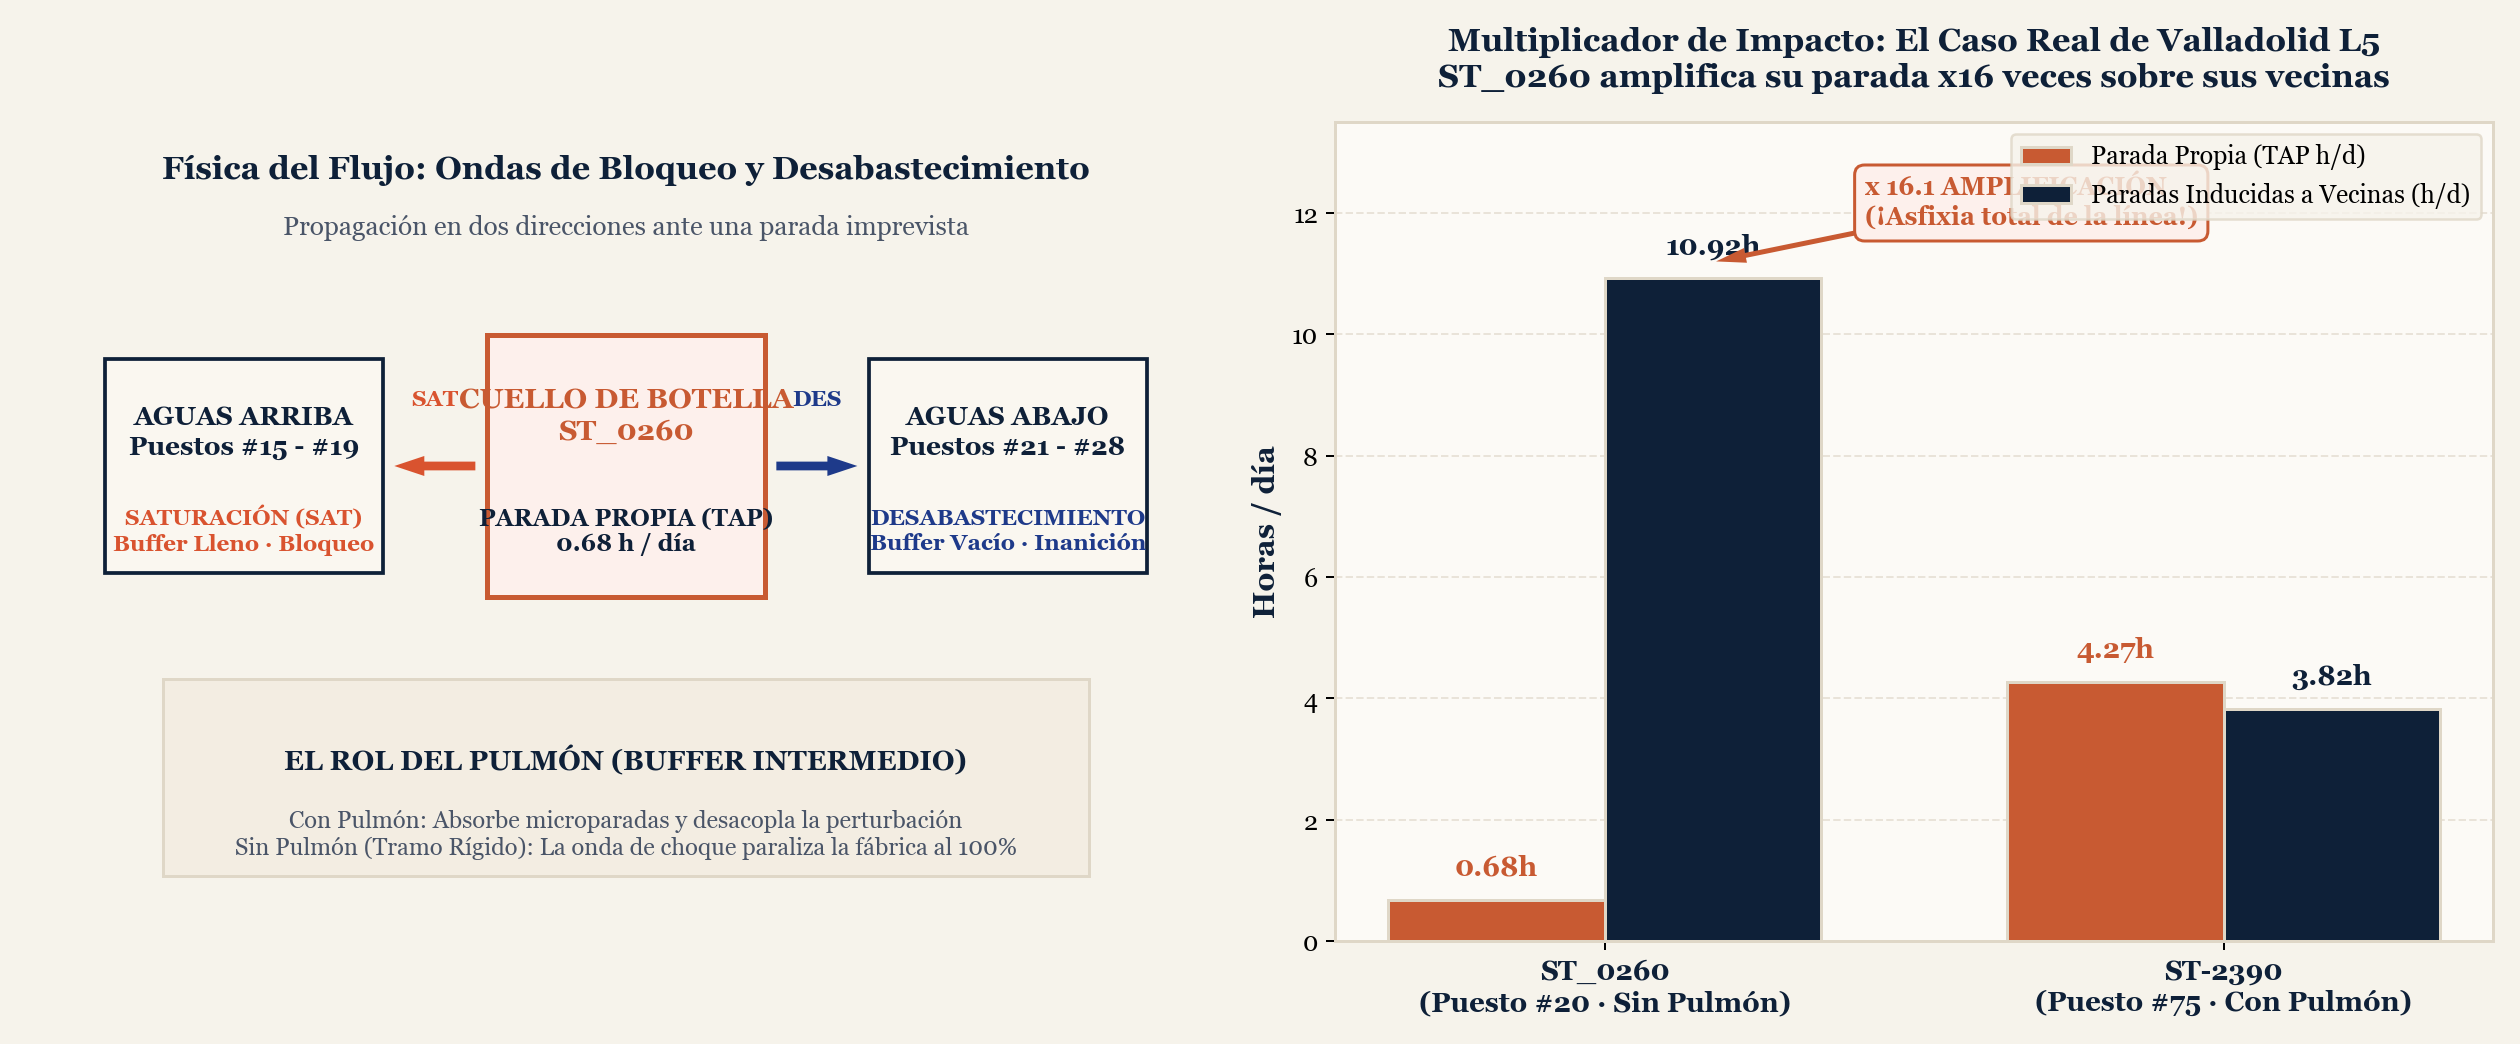 Física del Flujo: Ondas de Bloqueo y Desabastecimiento
Propagación en dos direcciones ante una parada imprevista
AGUAS ARRIBA
Puestos #15 - #19
SATURACIÓN (SAT)
Buffer Lleno · Bloqueo
SAT
CUELLO DE BOTELLA
ST_0260
PARADA PROPIA (TAP)
0.68 h / día
DES
AGUAS ABAJO
Puestos #21 - #28
DESABASTECIMIENTO
Buffer Vacío · Inanición
EL ROL DEL PULMÓN (BUFFER INTERMEDIO)
Con Pulmón: Absorbe microparadas y desacopla la perturbación
Sin Pulmón (Tramo Rígido): La onda de choque paraliza la fábrica al 100%
Multiplicador de Impacto: El Caso Real de Valladolid L5
ST_0260 amplifica su parada x16 veces sobre sus vecinas
Parada Propia (TAP h/d)
Paradas Inducidas a Vecinas (h/d)
x 16.1 AMPLIFICACIÓN
(¡Asfixia total de la línea!)
Horas / día
12
10
8
6
4
2
0
10.92h
0.68h
4.27h
3.82h
ST_0260
(Puesto #20 · Sin Pulmón)
ST-2390
(Puesto #75 · Con Pulmón)